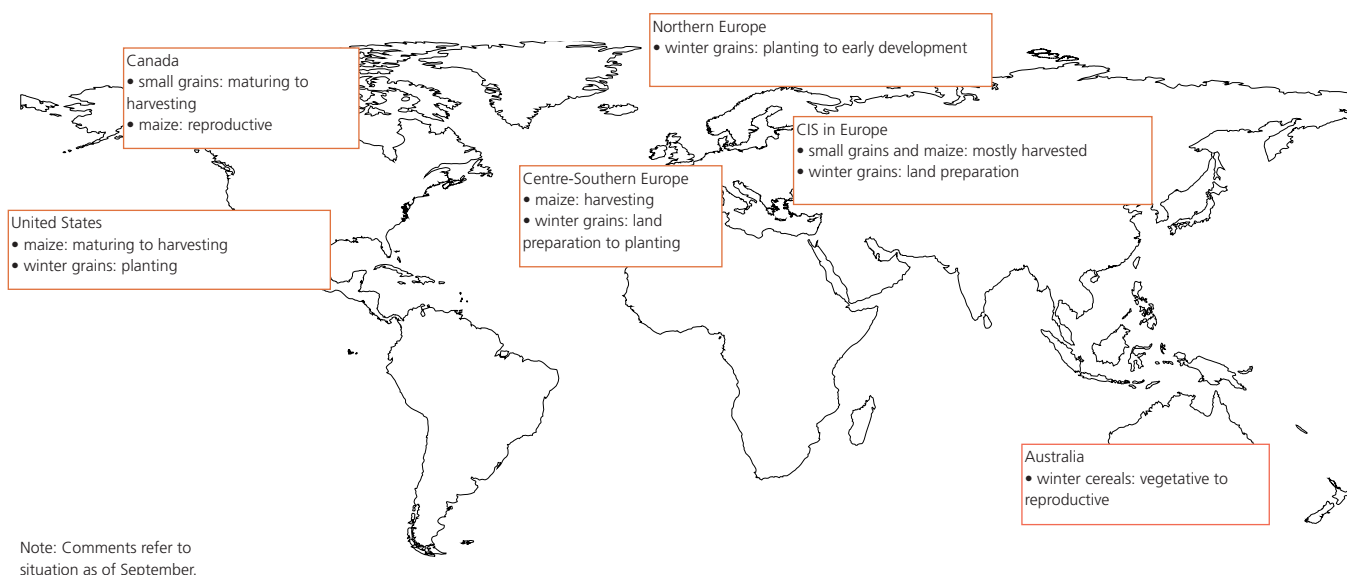 Northern Europe
• winter grains: planting to early development
Canada
• small grains: maturing to
harvesting
• maize: reproductive
CIS in Europe
• small grains and maize: mostly harvested
• winter grains: land preparation
Centre-Southern Europe
• maize: harvesting
• winter grains: land
preparation to planting
United States
• maize: maturing to harvesting
• winter grains: planting
Australia
• winter cereals: vegetative to
reproductive
Note: Comments refer to
situation as of September.